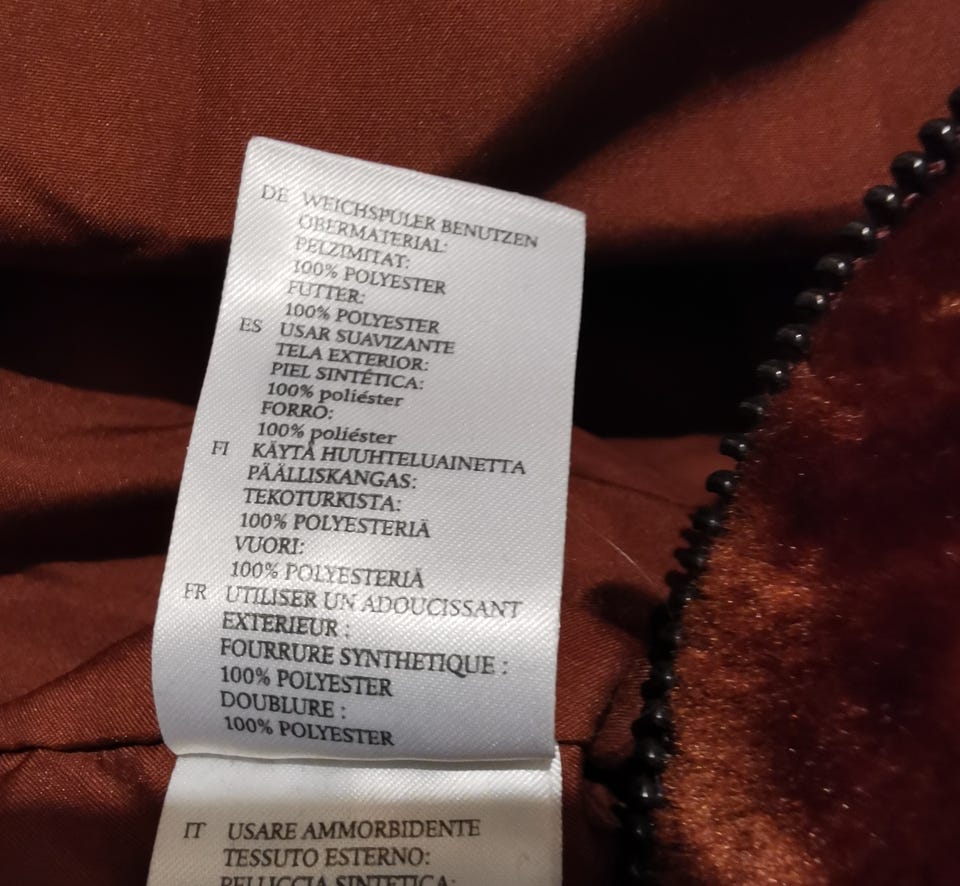 DE WEICHSPÜLER BENUTZEN
OBERMATERIAL:
PELZIMITAT:
100% POLYESTER
FUTTER:
100% POLYESTER
ES USAR SUAVIZANTE
TELA EXTERIOR:
PIEL SINTÉTICA:
100% poliéster
FORRO:
100% poliéster
FI KÄYTÄ HUUHTELUAINETTA
PÄÄLLISKANGAS:
TEKOTURKISTA:
100% POLYESTERIÄ
VUORI:
100% POLYESTERIÄ
FR UTILISER UN ADOUCISSANT
EXTERIEUR :
FOURRURE SYNTHETIQUE :
100% POLYESTER
DOUBLURE :
100% POLYESTER
IT USARE AMMORBIDENTE
TESSUTO ESTERNO:
PELLICCIA SINTETICA: